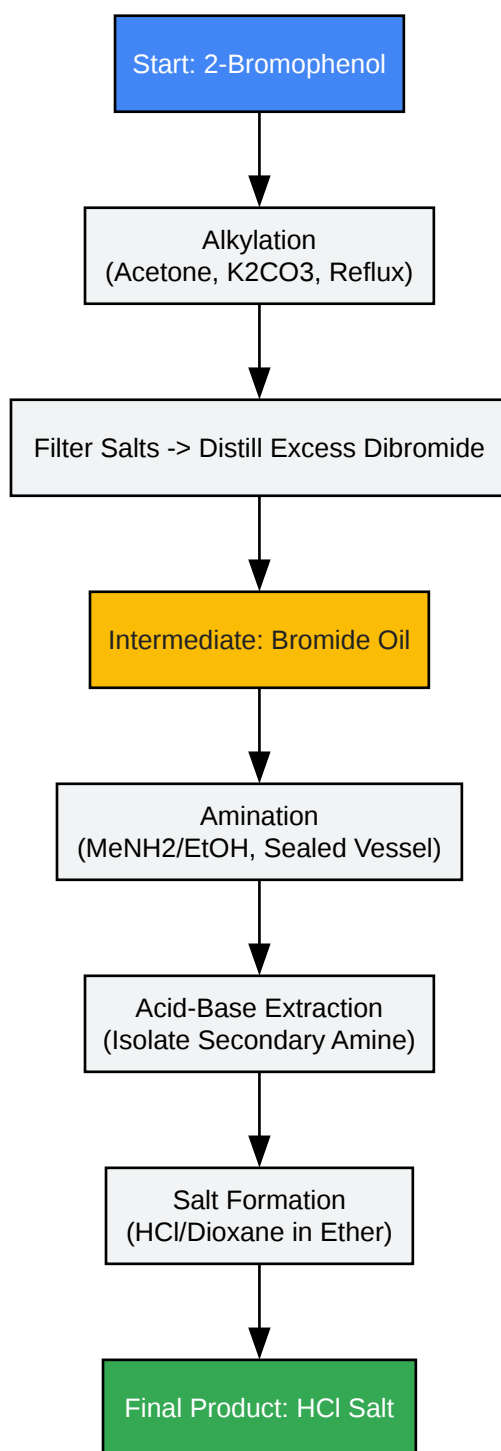 Start: 2-Bromophenol
Alkylation
(Acetone, K2CO3, Reflux)
Filter Salts -> Distill Excess Dibromide
Intermediate: Bromide Oil
Amination
(MeNH2/EtOH, Sealed Vessel)
Acid-Base Extraction
(Isolate Secondary Amine)
Salt Formation
(HCl/Dioxane in Ether)
Final Product: HCl Salt